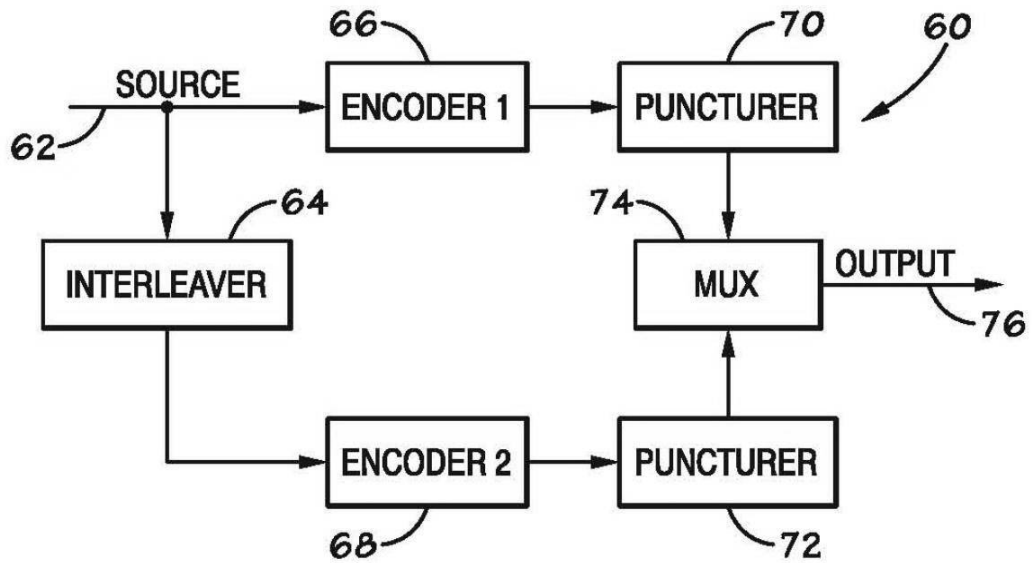 66
70
60
SOURCE
ENCODER 1
PUNCTURER
62
64
74
INTERLEAVER
MUX
OUTPUT
76
ENCODER 2
PUNCTURER
68
72